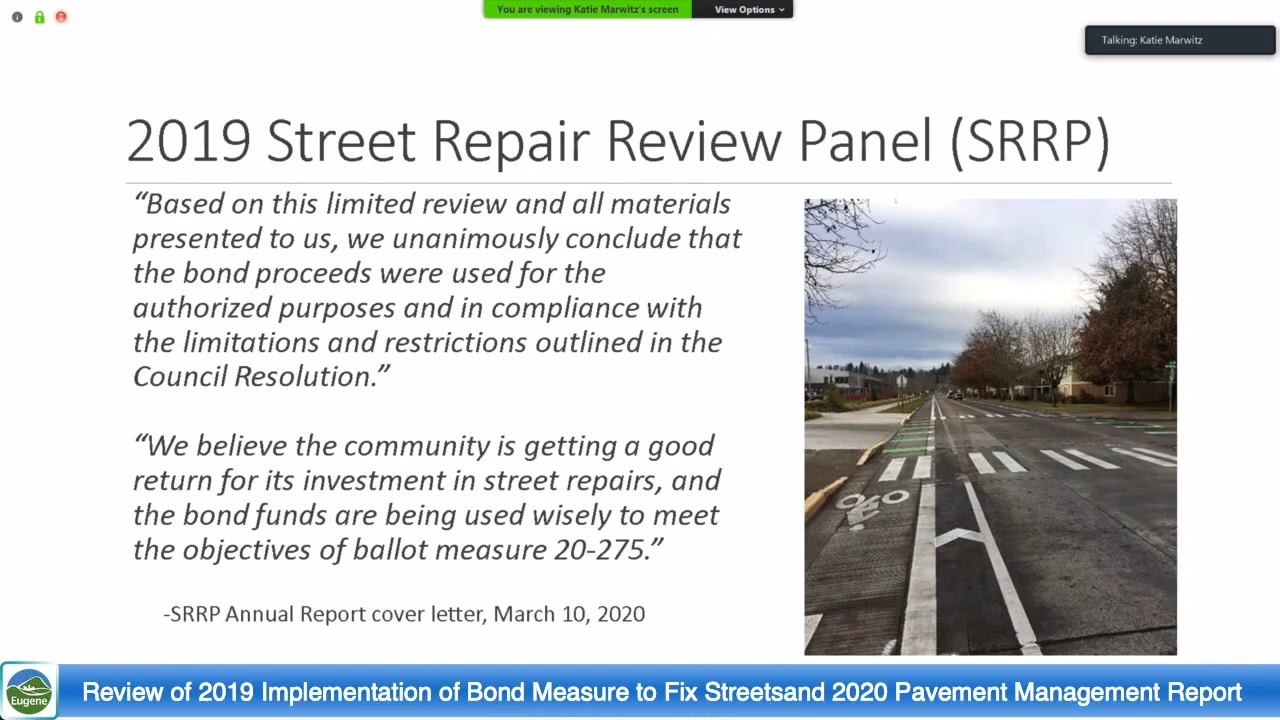 You are viewing Katie Marwitz's screen
View Options
Talking: Katie Marwitz
2019 Street Repair Review Panel (SRRP)
“Based on this limited review and all materials
presented to us, we unanimously conclude that
the bond proceeds were used for the
authorized purposes and in compliance with
the limitations and restrictions outlined in the
Council Resolution.”
“We believe the community is getting a good
return for its investment in street repairs, and
the bond funds are being used wisely to meet
the objectives of ballot measure 20-275.”
-SRRP Annual Report cover letter, March 10, 2020
Eugene
Review of 2019 Implementation of Bond Measure to Fix Streetsand 2020 Pavement Management Report